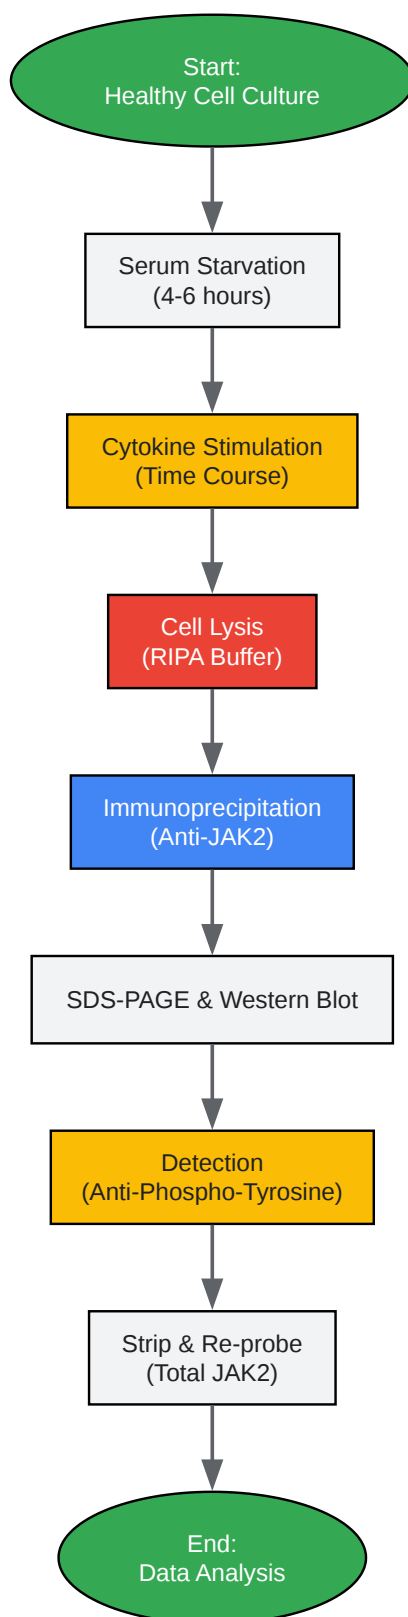 Start:
Healthy Cell Culture
Serum Starvation
(4-6 hours)
Cytokine Stimulation
(Time Course)
Cell Lysis
(RIPA Buffer)
Immunoprecipitation
(Anti-JAK2)
SDS-PAGE & Western Blot
Detection
(Anti-Phospho-Tyrosine)
Strip & Re-probe
(Total JAK2)
End:
Data Analysis